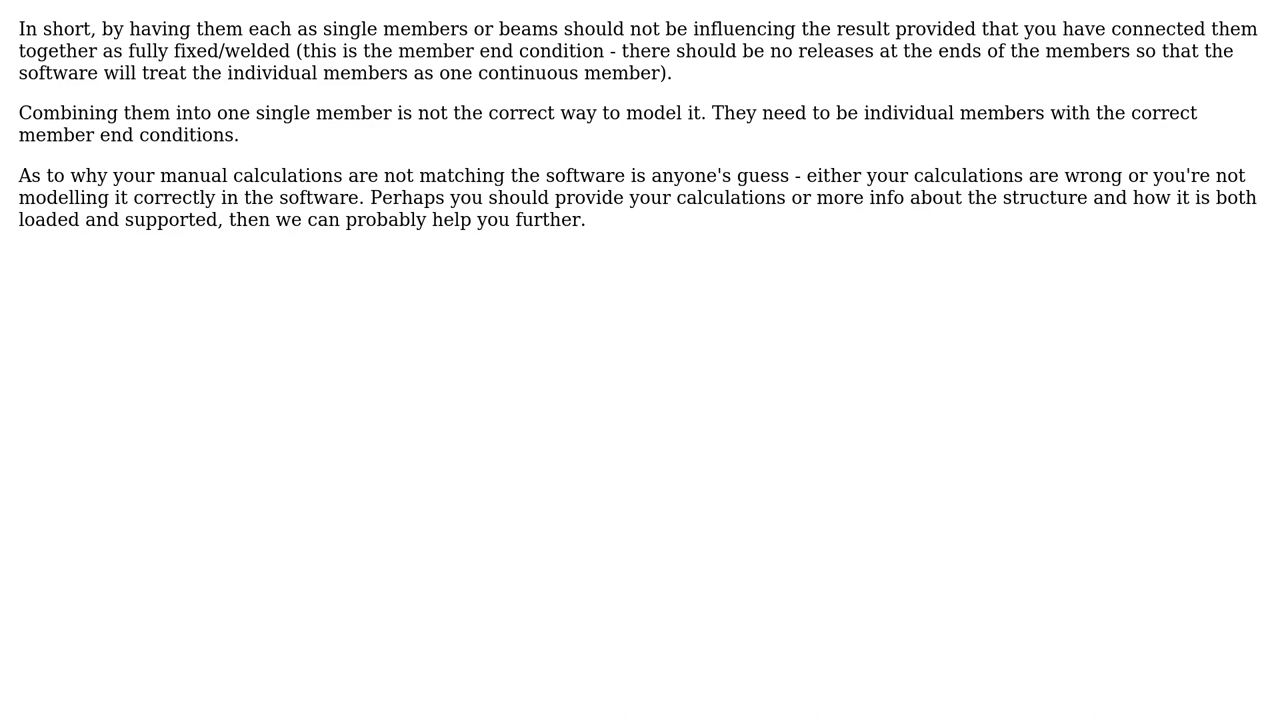 In short, by having them each as single members or beams should not be influencing the result provided that you have connected them
together as fully fixed/welded (this is the member end condition - there should be no releases at the ends of the members so that the
software will treat the individual members as one continuous member).
Combining them into one single member is not the correct way to model it. They need to be individual members with the correct
member end conditions.
As to why your manual calculations are not matching the software is anyone's guess - either your calculations are wrong or you're not
modelling it correctly in the software. Perhaps you should provide your calculations or more info about the structure and how it is both
loaded and supported, then we can probably help you further.